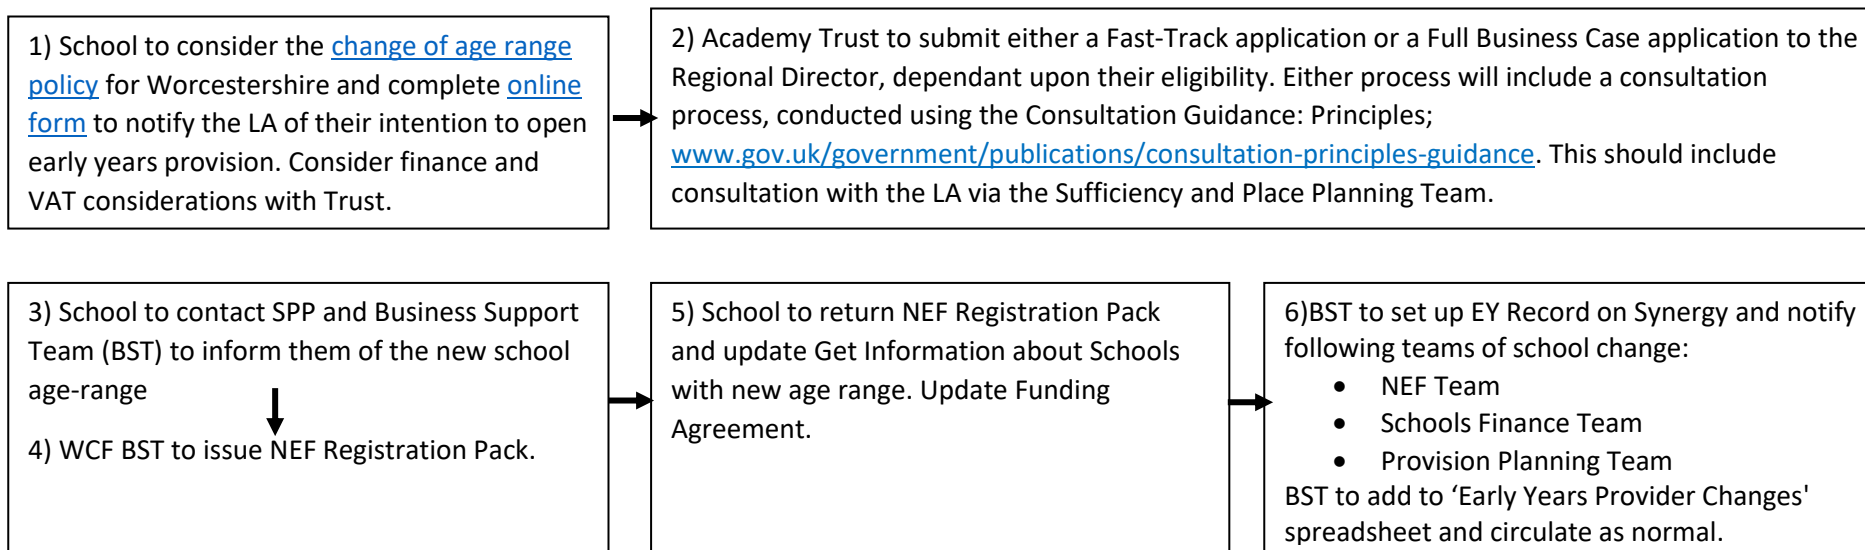 1) School to consider the change of age range
policy for Worcestershire and complete online
form to notify the LA of their intention to open
early years provision. Consider finance and
VAT considerations with Trust.
2) Academy Trust to submit either a Fast-Track application or a Full Business Case application to the
Regional Director, dependant upon their eligibility. Either process will include a consultation
process, conducted using the Consultation Guidance: Principles;
www.gov.uk/government/publications/consultation-principles-guidance. This should include
consultation with the LA via the Sufficiency and Place Planning Team.
3) School to contact SPP and Business Support
Team (BST) to inform them of the new school
age-range
4) WCF BST to issue NEF Registration Pack.
5) School to return NEF Registration Pack
and update Get Information about Schools
with new age range. Update Funding
Agreement.
6)BST to set up EY Record on Synergy and notify
following teams of school change:
• NEF Team
• Schools Finance Team
• Provision Planning Team
BST to add to ‘Early Years Provider Changes'
spreadsheet and circulate as normal.